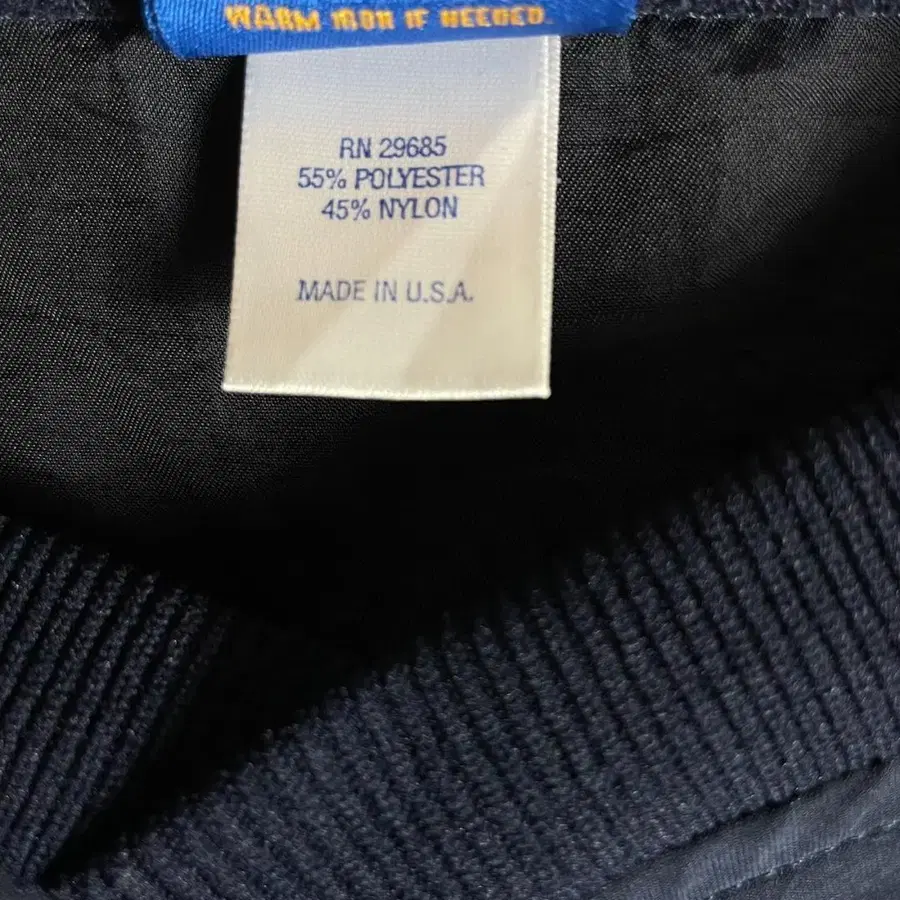 WARM IRON IF NEEDED.
RN 29685
55% POLYESTER
45% NYLON
MADE IN U.S.A.